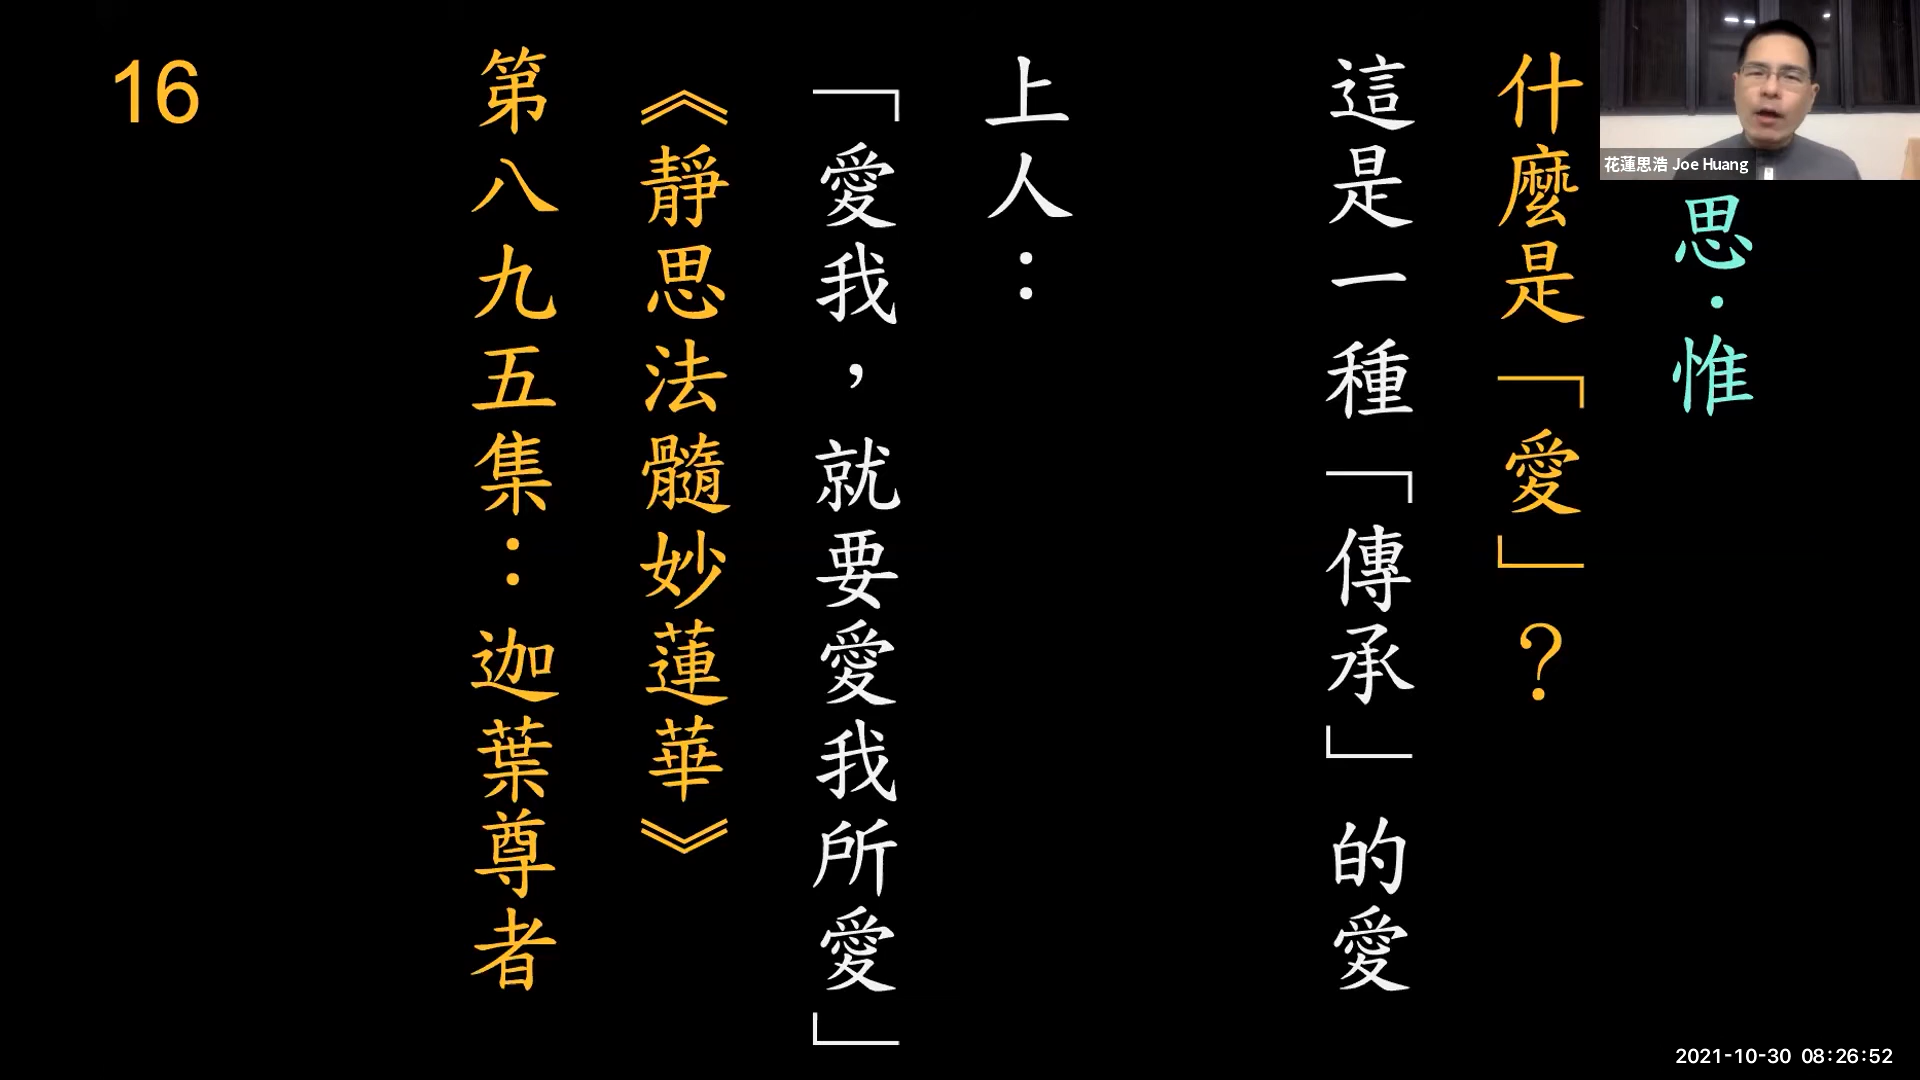 思·惟
什麼是「愛」？
這是一種「傳承」的愛
上人：
「愛我，就要愛我所愛」
《靜思法髓妙蓮華》
第八九五集：迦葉尊者
16
花蓮思浩 Joe Huang
2021-10-30 08:26:52